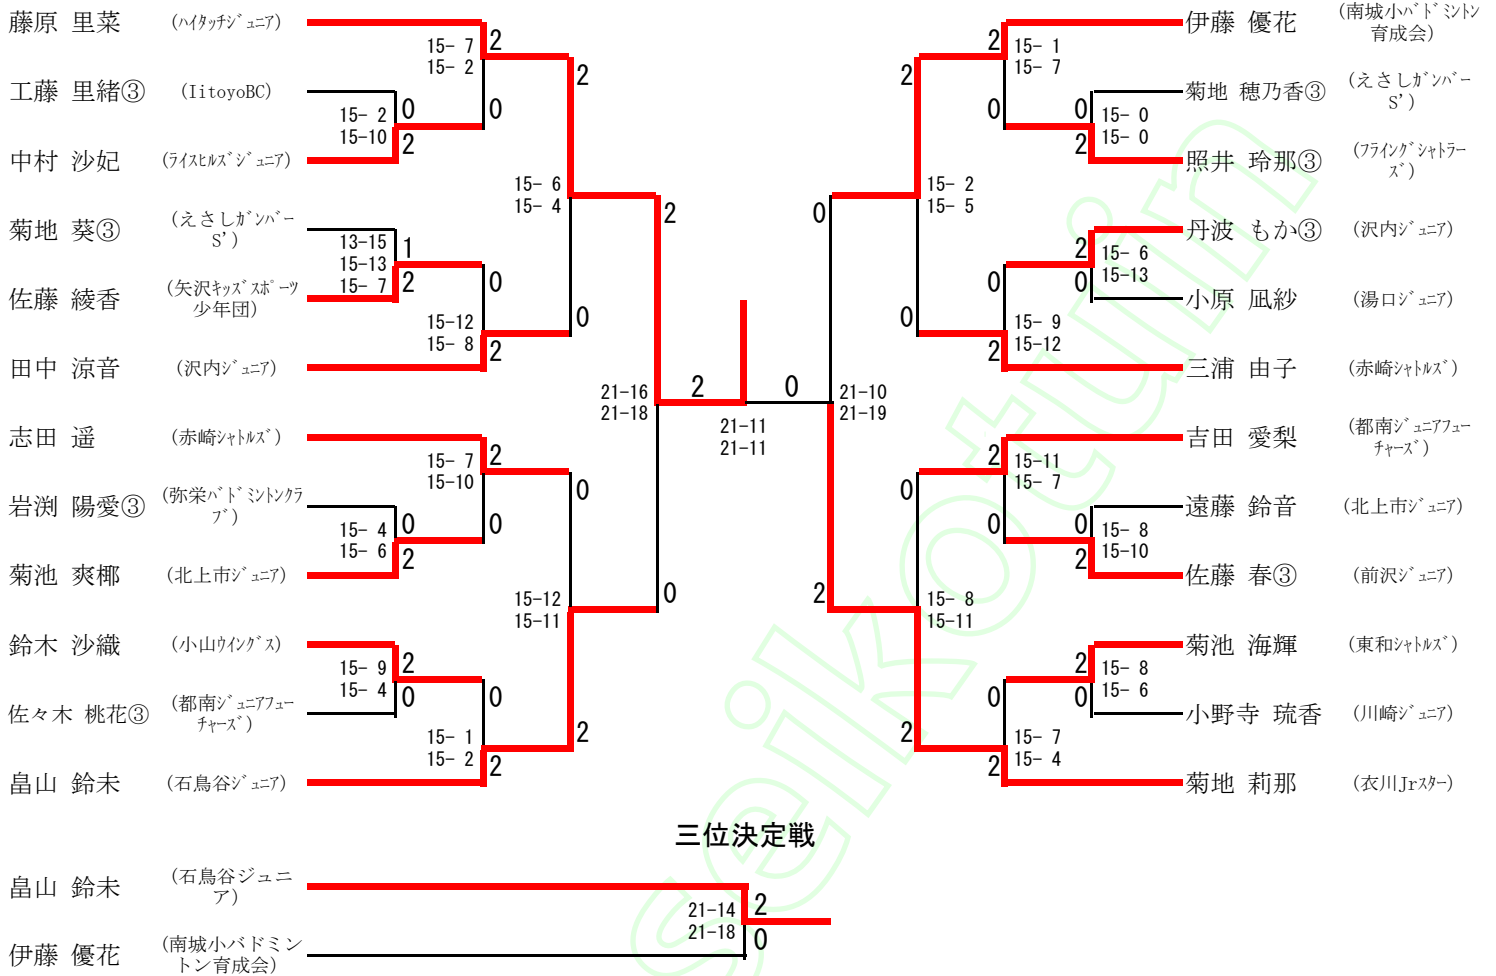 藤原 里菜 (ハイタッチジュニア)
15- 7
15- 2
2
0
工藤 里緒③ (IitoyoBC)
15- 2
15-10
0
2
中村 沙妃 (ライスヒルズジュニア)
15- 6
15- 4
2
0
菊地 葵③ (えさしガンバー
S')
13-15
15-13
15- 7
1
2
佐藤 綾香 (矢沢キッズスポーツ
少年団)
15-12
15- 8
0
2
田中 涼音 (沢内ジュニア)
21-16
21-18
2
0
志田 遥 (赤崎シャトルズ)
15- 7
15-10
2
0
岩渕 陽愛③ (弥栄バドミントンクラ
ブ)
15- 4
15- 6
0
2
菊池 爽椰 (北上市ジュニア)
15-12
15-11
0
2
鈴木 沙織 (小山ウイングス)
15- 9
15- 4
2
0
佐々木 桃花③ (都南ジュニアフュー
チャーズ)
15- 1
15- 2
0
2
畠山 鈴未 (石鳥谷ジュニア)
2
0
21-11
21-11
伊藤 優花 (南城小バドミントン
育成会)
2
0
15- 1
15- 7
菊地 穂乃香③ (えさしガンバー
S')
0
2
15- 0
15- 0
照井 玲那③ (フライングシャトラー
ズ)
2
0
15- 2
15- 5
丹波 もか③ (沢内ジュニア)
2
0
15- 6
15-13
小原 凪紗 (湯口ジュニア)
0
2
15- 9
15-12
三浦 由子 (赤崎シャトルズ)
0
2
21-10
21-19
吉田 愛梨 (都南ジュニアフュー
チャーズ)
2
0
15-11
15- 7
遠藤 鈴音 (北上市ジュニア)
0
2
15- 8
15-10
佐藤 春③ (前沢ジュニア)
0
2
15- 8
15-11
菊池 海輝 (東和シャトルズ)
2
0
15- 8
15- 6
小野寺 琉香 (川崎ジュニア)
0
2
15- 7
15- 4
菊地 莉那 (衣川Jrスター)
三位決定戦
畠山 鈴未 (石鳥谷ジュニ
ア)
21-14
21-18
2
0
伊藤 優花 (南城小バドミン
トン育成会)
seikotuin